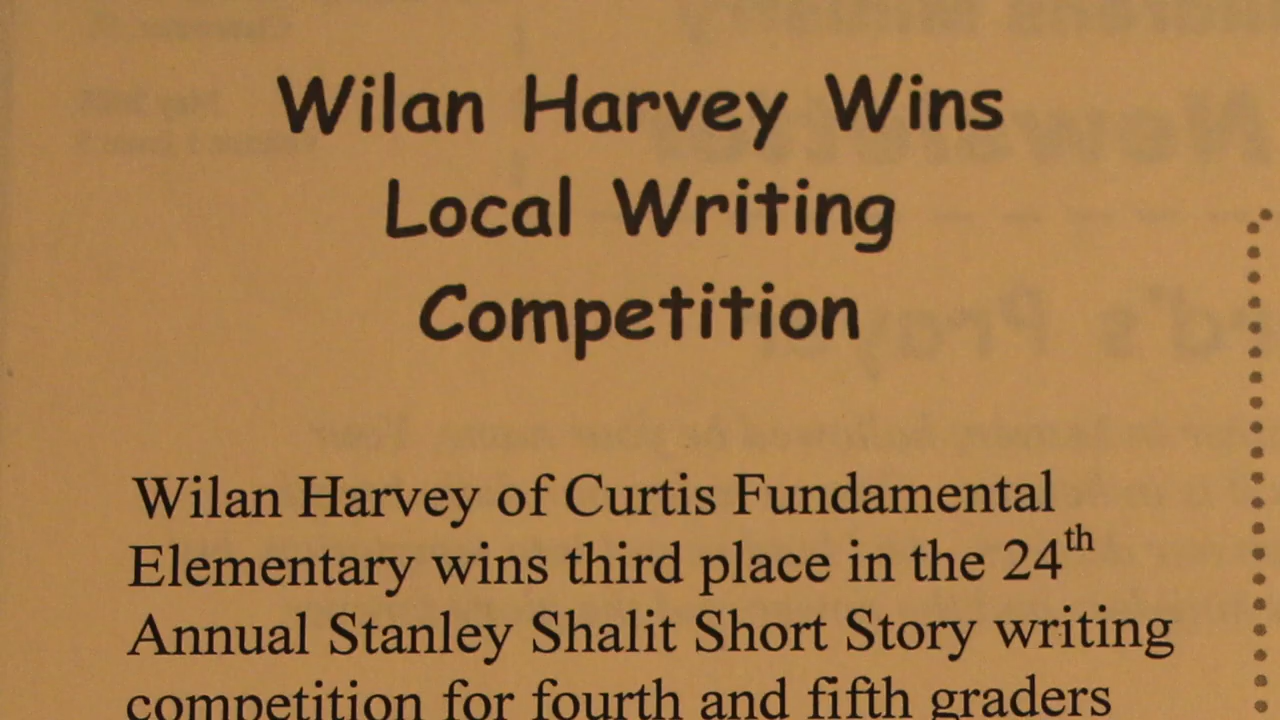 Wilan Harvey Wins
Local Writing
Competition
Wilan Harvey of Curtis Fundamental
Elementary wins third place in the 24th
Annual Stanley Shalit Short Story writing
competition for fourth and fifth graders